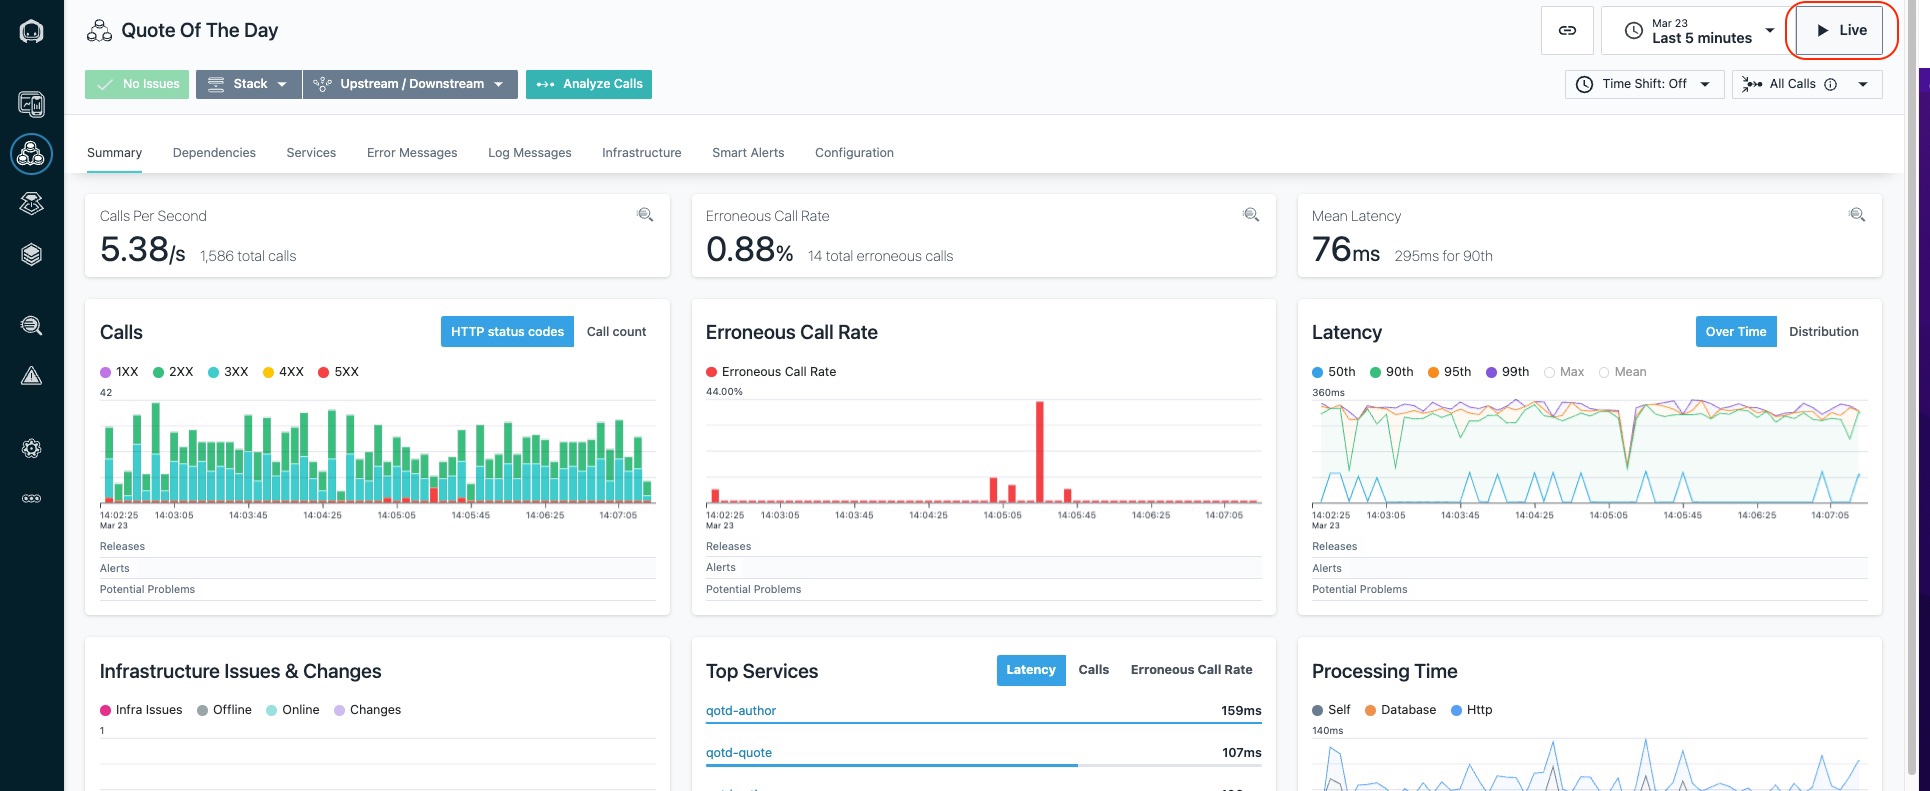 Quote Of The Day
Mar 23
Last 5 minutes
Live
No Issues
Stack
Upstream / Downstream
Analyze Calls
Time Shift: Off
All Calls
Summary
Dependencies
Services
Error Messages
Log Messages
Infrastructure
Smart Alerts
Configuration
Calls Per Second
5.38/s 1,586 total calls
Erroneous Call Rate
0.88% 14 total erroneous calls
Mean Latency
76ms 295ms for 90th
Calls
HTTP status codes
Call count
1XX 2XX 3XX 4XX 5XX
42
14:02:25 14:03:05 14:03:45 14:04:25 14:05:05 14:05:45 14:06:25 14:07:05
Mar 23
Releases
Alerts
Potential Problems
Erroneous Call Rate
Erroneous Call Rate
44.00%
14:02:25 14:03:05 14:03:45 14:04:25 14:05:05 14:05:45 14:06:25 14:07:05
Mar 23
Releases
Alerts
Potential Problems
Latency
Over Time
Distribution
50th 90th 95th 99th Max Mean
360ms
14:02:25 14:03:05 14:03:45 14:04:25 14:05:05 14:05:45 14:06:25 14:07:05
Mar 23
Releases
Alerts
Potential Problems
Infrastructure Issues & Changes
Infra Issues Offline Online Changes
1
Top Services
Latency
Calls
Erroneous Call Rate
qotd-author 159ms
qotd-quote 107ms
Processing Time
Self Database Http
140ms